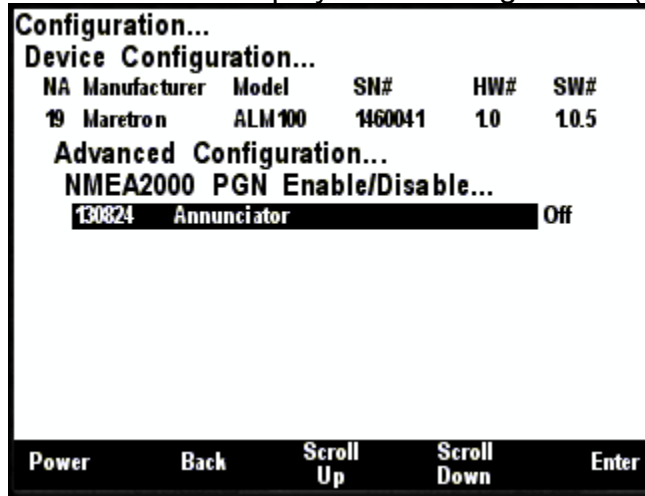 Configuration...
Device Configuration...
NA Manufacturer Model SN# HW# SW#
19 Maretron ALM100 1460041 1.0 1.0.5
Advanced Configuration...
NMEA2000 PGN Enable/Disable...
130824 Annunciator Off
Power Back Scroll Up Scroll Down Enter